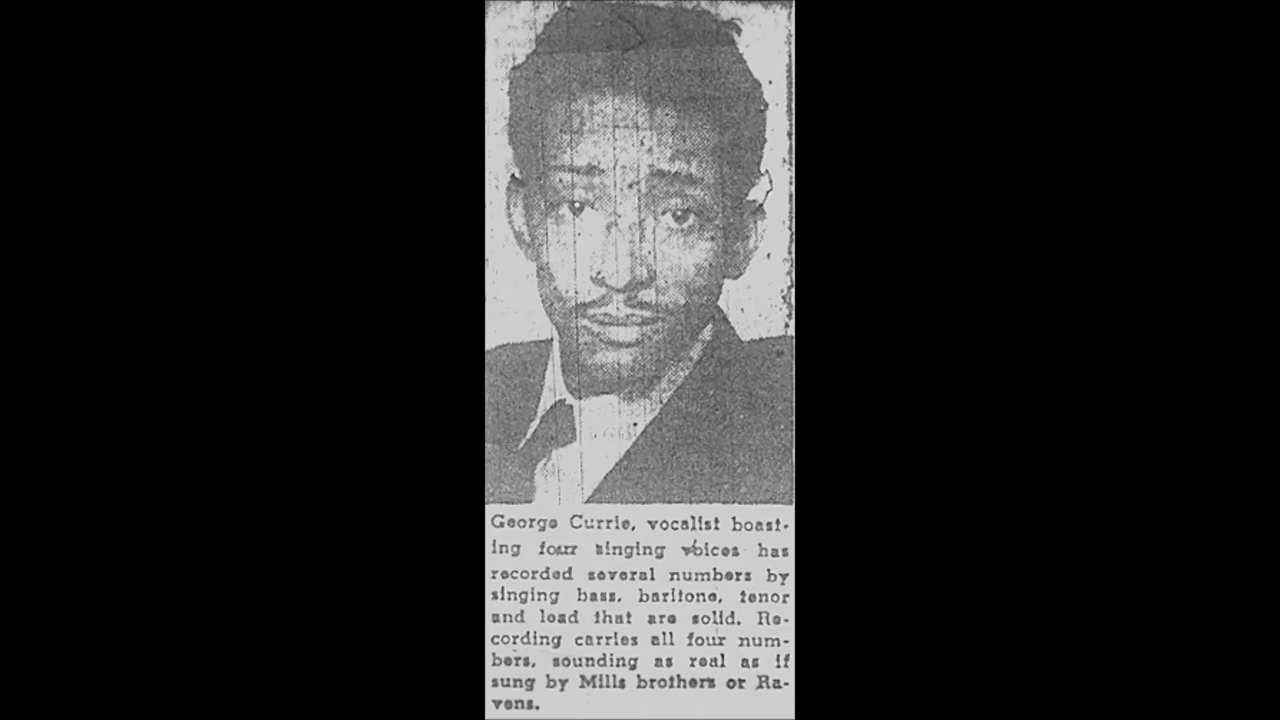 George Currie, vocalist boast-
ing four singing voices has
recorded several numbers by
singing bass, baritone, tenor
and lead that are solid. Re-
cording carries all four num-
bers, sounding as real as if
sung by Mills brothers or Ra-
vens.